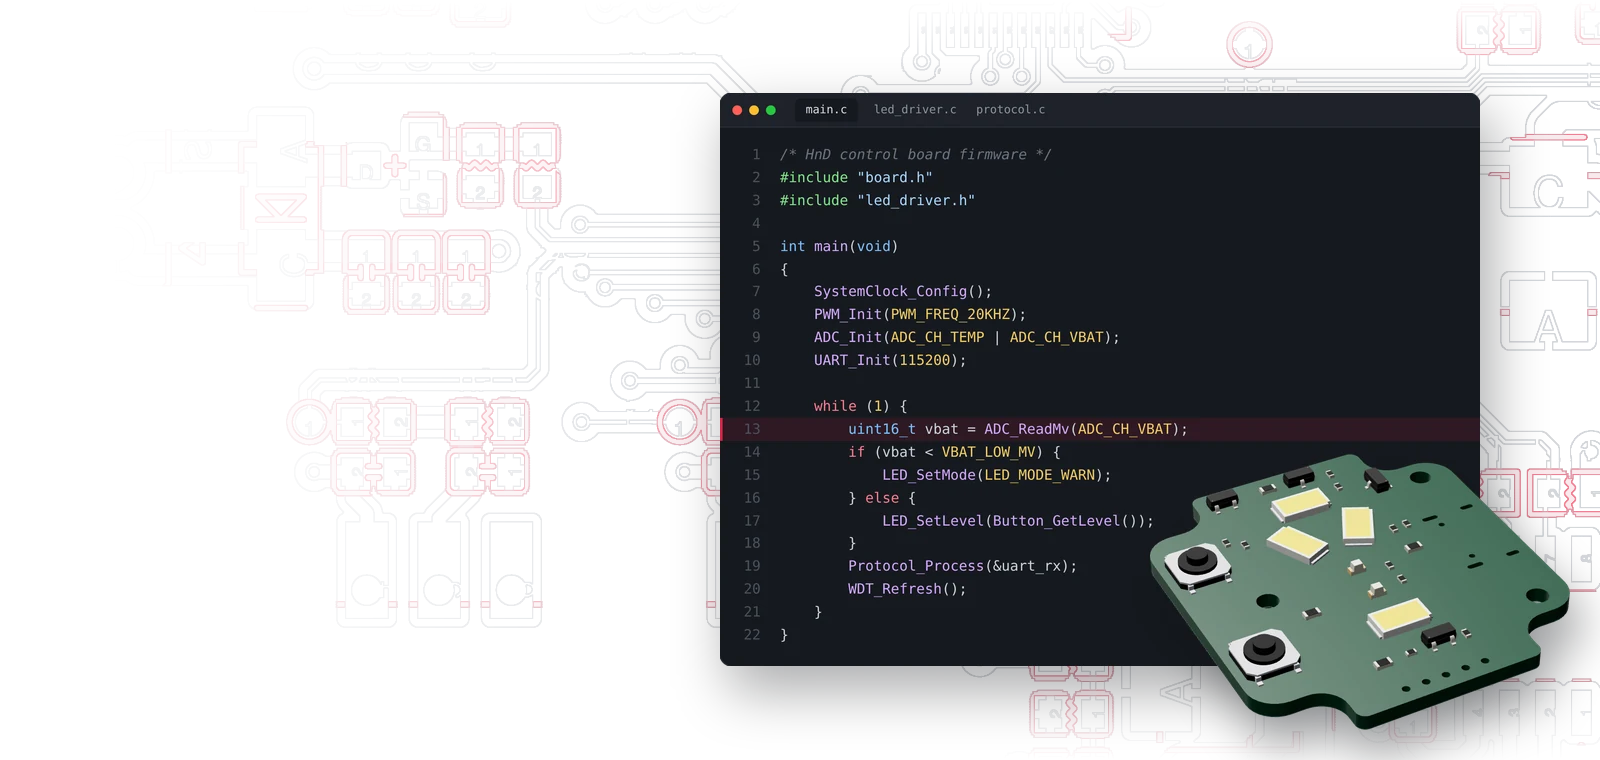 main.c led_driver.c protocol.c
1 /* HnD control board firmware */
2 #include "board.h"
3 #include "led_driver.h"
4
5 int main(void)
6 {
7 SystemClock_Config();
8 PWM_Init(PWM_FREQ_20KHZ);
9 ADC_Init(ADC_CH_TEMP | ADC_CH_VBAT);
10 UART_Init(115200);
11
12 while (1) {
13 uint16_t vbat = ADC_ReadMv(ADC_CH_VBAT);
14 if (vbat < VBAT_LOW_MV) {
15 LED_SetMode(LED_MODE_WARN);
16 } else {
17 LED_SetLevel(Button_GetLevel());
18 }
19 Protocol_Process(&uart_rx);
20 WDT_Refresh();
21 }
22 }